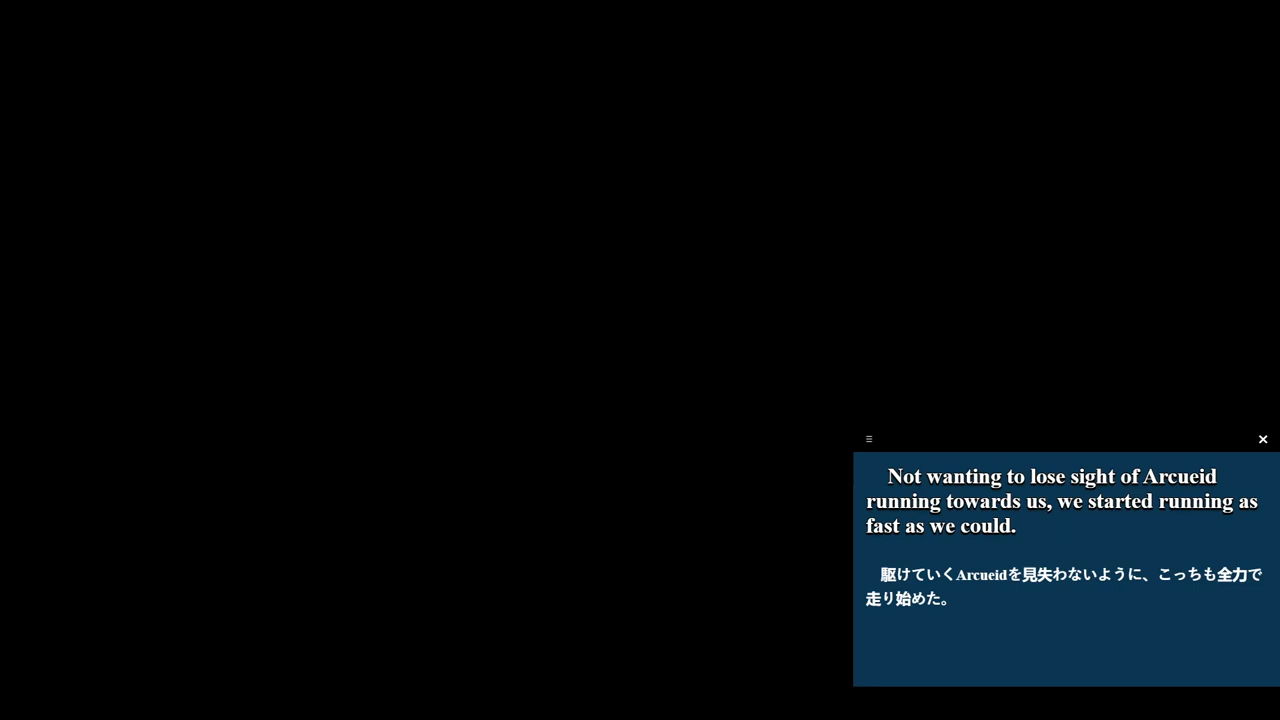 Not wanting to lose sight of Arcueid
running towards us, we started running as
fast as we could.
駆けていくArcueidを見失わないように、こっちも全力で
走り始めた。